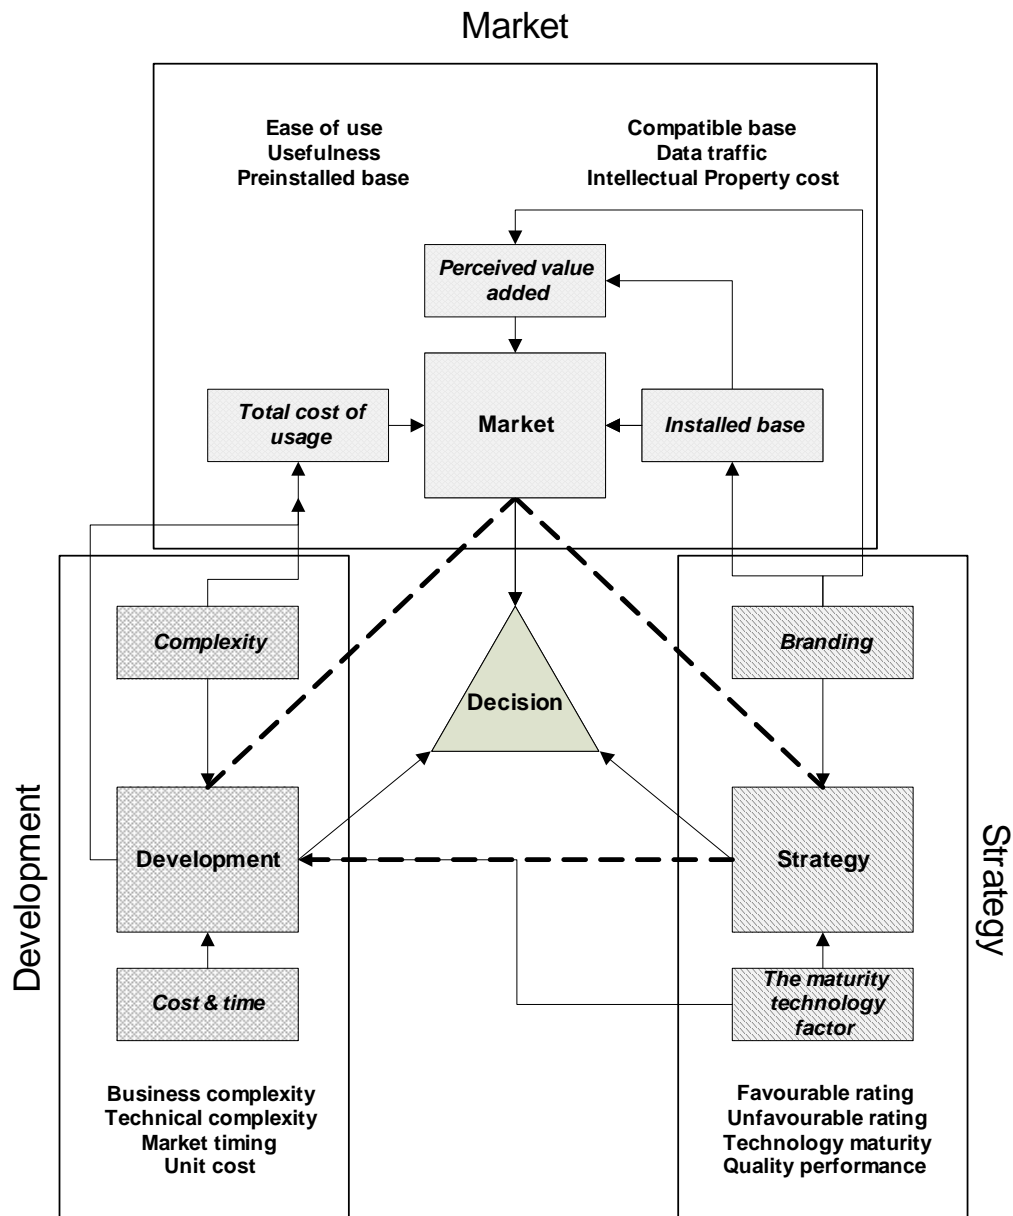 Market
Ease of use
Usefulness
Preinstalled base
Compatible base
Data traffic
Intellectual Property cost
Perceived value
added
Total cost of
usage
Market
Installed base
Complexity
Branding
Decision
Development
Development
Strategy
Strategy
Cost & time
The maturity
technology
factor
Business complexity
Technical complexity
Market timing
Unit cost
Favourable rating
Unfavourable rating
Technology maturity
Quality performance